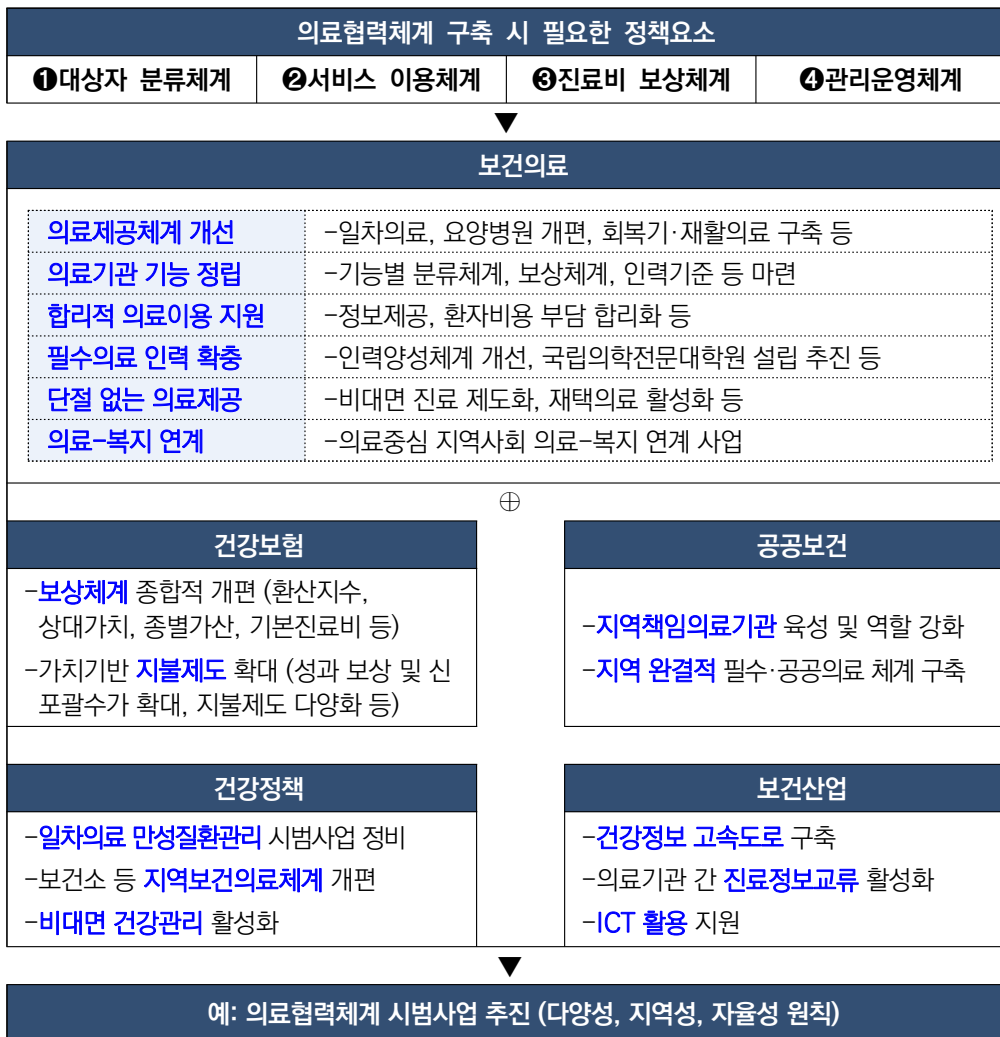 의료협력체계 구축 시 필요한 정책요소
❶대상자 분류체계 ❷서비스 이용체계 ❸진료비 보상체계 ❹관리운영체계
▼
보건의료
의료제공체계 개선 -일차의료, 요양병원 개편, 회복기·재활의료 구축 등
의료기관 기능 정립 -기능별 분류체계, 보상체계, 인력기준 등 마련
합리적 의료이용 지원 -정보제공, 환자비용 부담 합리화 등
필수의료 인력 확충 -인력양성체계 개선, 국립의학전문대학원 설립 추진 등
단절 없는 의료제공 -비대면 진료 제도화, 재택의료 활성화 등
의료-복지 연계 -의료중심 지역사회 의료-복지 연계 사업
⊕
건강보험
-보상체계 종합적 개편 (환산지수,
상대가치, 종별가산, 기본진료비 등)
-가치기반 지불제도 확대 (성과 보상 및 신
포괄수가 확대, 지불제도 다양화 등)
공공보건
-지역책임의료기관 육성 및 역할 강화
-지역 완결적 필수·공공의료 체계 구축
건강정책
-일차의료 만성질환관리 시범사업 정비
-보건소 등 지역보건의료체계 개편
-비대면 건강관리 활성화
보건산업
-건강정보 고속도로 구축
-의료기관 간 진료정보교류 활성화
-ICT 활용 지원
▼
예: 의료협력체계 시범사업 추진 (다양성, 지역성, 자율성 원칙)